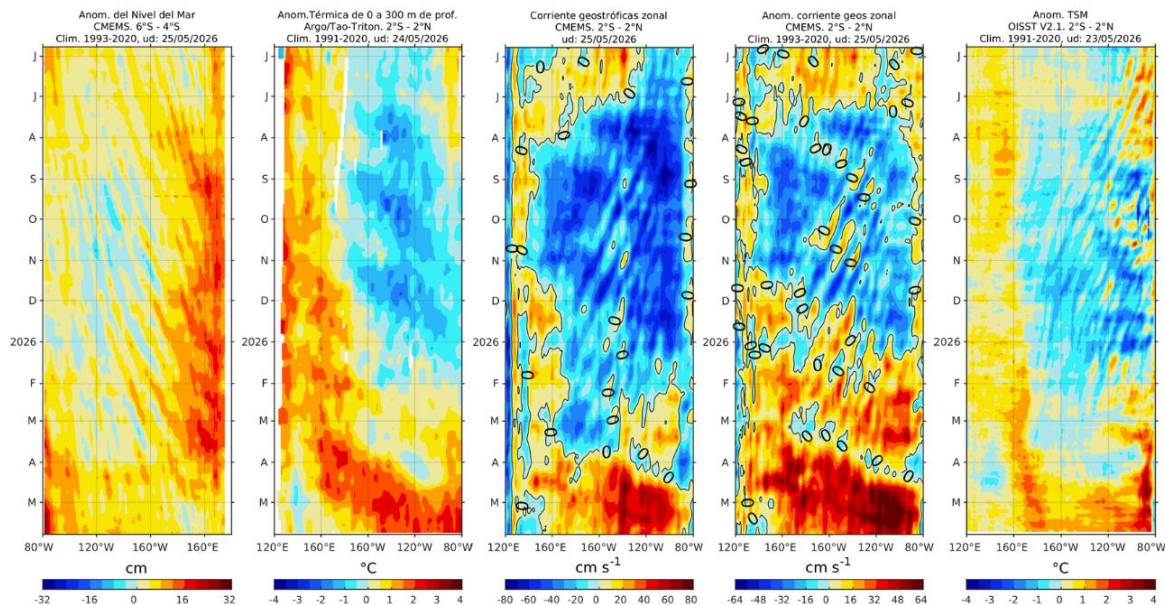 Anom. del Nivel del Mar
CMEMS. 6°S - 4°S
Clim. 1993-2020, ud: 25/05/2026
Anom.Térmica de 0 a 300 m de prof.
Argo/Tao-Triton. 2°S - 2°N
Clim. 1991-2020, ud: 24/05/2026
Corriente geostróficas zonal
CMEMS. 2°S - 2°N
ud: 25/05/2026
Anom. corriente geos zonal
CMEMS. 2°S - 2°N
Clim. 1993-2020, ud: 25/05/2026
Anom. TSM
OISST V2.1. 2°S - 2°N
Clim. 1991-2020, ud: 23/05/2026
J
J
A
S
O
N
D
2026
F
M
A
M
80°W 120°W 160°W 160°E
J
J
A
S
O
N
D
2026
F
M
A
M
120°E 160°E 160°W 120°W 80°W
J
J
A
S
O
N
D
2026
F
M
A
M
120°E 160°E 160°W 120°W 80°W
J
J
A
S
O
N
D
2026
F
M
A
M
120°E 160°E 160°W 120°W 80°W
J
J
A
S
O
N
D
2026
F
M
A
M
120°E 160°E 160°W 120°W 80°W
cm
-32 -16 0 16 32
°C
-4 -3 -2 -1 0 1 2 3 4
cm s⁻¹
-80 -60 -40 -20 0 20 40 60 80
cm s⁻¹
-64 -48 -32 -16 0 16 32 48 64
°C
-4 -3 -2 -1 0 1 2 3 4